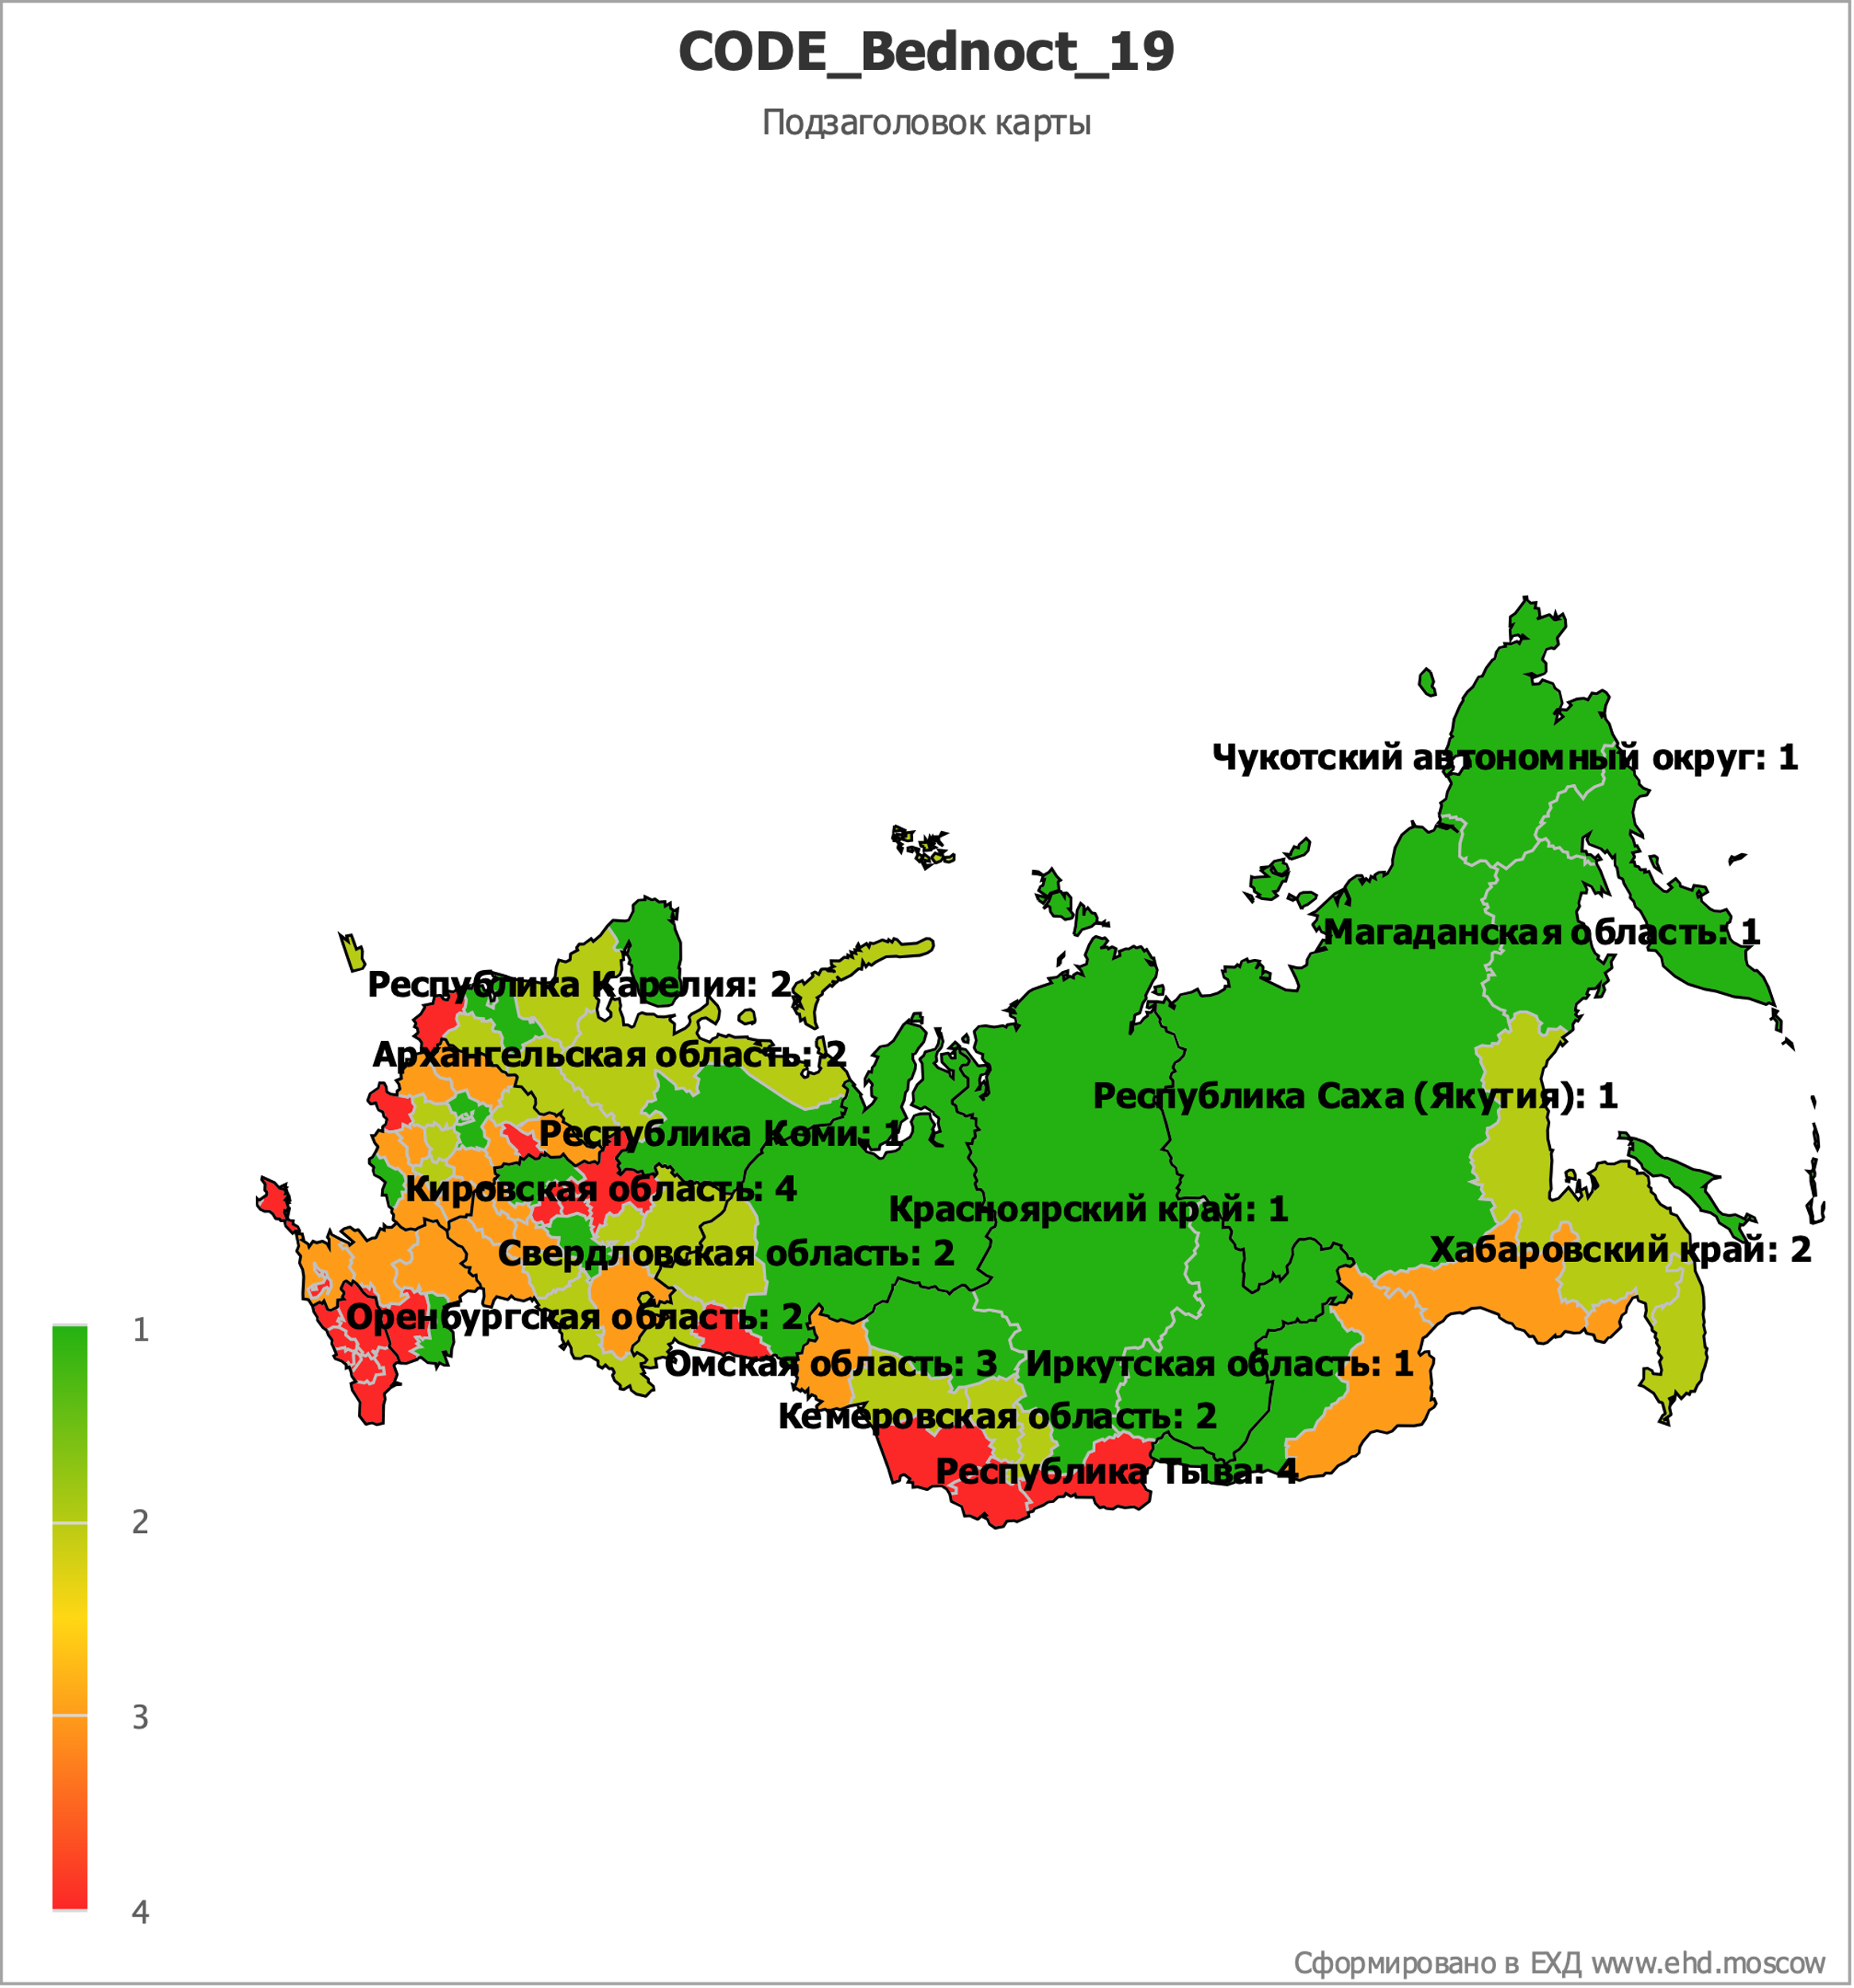 CODE_Bednoct_19
Подзаголовок карты
Чукотский автономный округ: 1
Магаданская область: 1
Республика Карелия: 2
Архангельская область: 2
Республика Саха (Якутия): 1
Республика Коми: 1
Кировская область: 4
Красноярский край: 1
Свердловская область: 2
Хабаровский край: 2
Оренбургская область: 2
1
Омская область: 3
Иркутская область: 1
Кемеровская область: 2
Республика Тыва: 4
2
3
4
Сформировано в ЕХД www.ehd.moscow